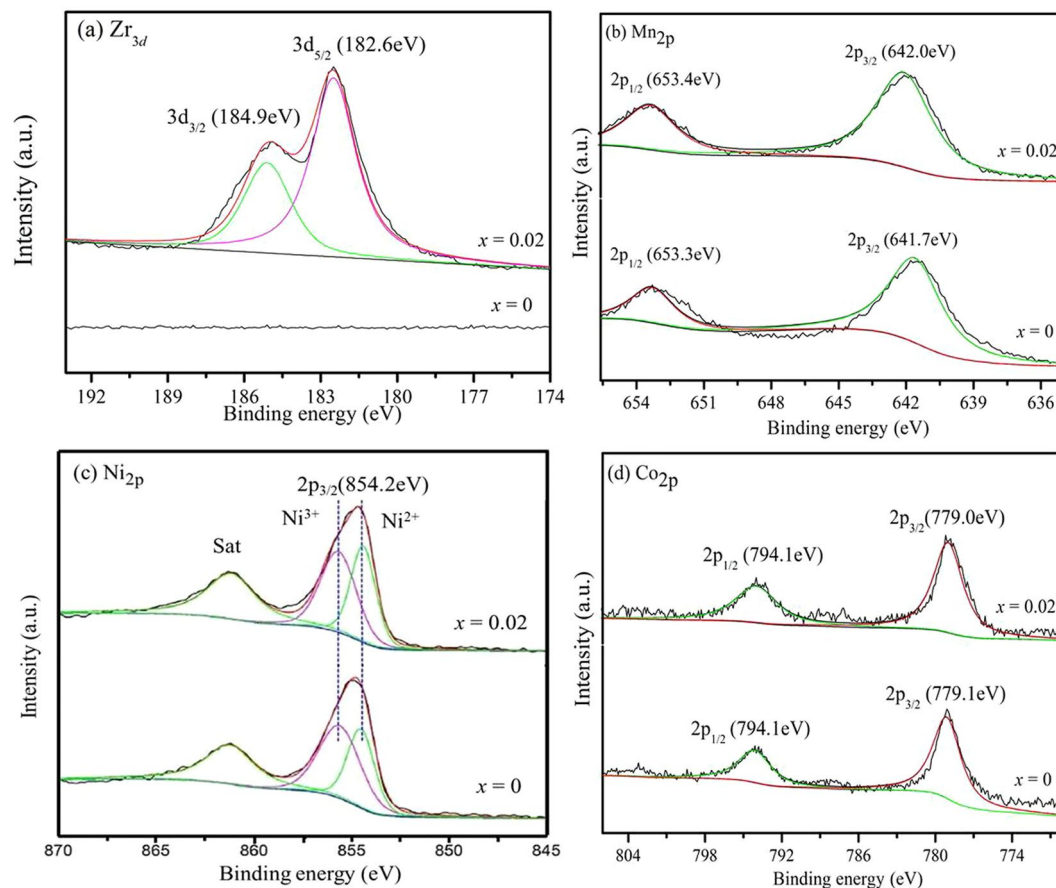 (a) Zr3d
3d5/2 (182.6eV)
3d3/2 (184.9eV)
x = 0.02
x = 0
Intensity (a.u.)
192 189 186 183 180 177 174
Binding energy (eV)
(b) Mn2p
2p3/2 (642.0eV)
2p1/2 (653.4eV)
x = 0.02
2p3/2 (641.7eV)
2p1/2 (653.3eV)
x = 0
Intensity (a.u.)
654 651 648 645 642 639 636
Binding energy (eV)
(c) Ni2p
2p3/2(854.2eV)
Ni3+ Ni2+
Sat
x = 0.02
x = 0
Intensity (a.u.)
870 865 860 855 850 845
Binding energy (eV)
(d) Co2p
2p3/2(779.0eV)
2p1/2 (794.1eV)
x = 0.02
2p3/2 (779.1eV)
2p1/2 (794.1eV)
x = 0
Intensity (a.u.)
804 798 792 786 780 774
Binding energy (eV)